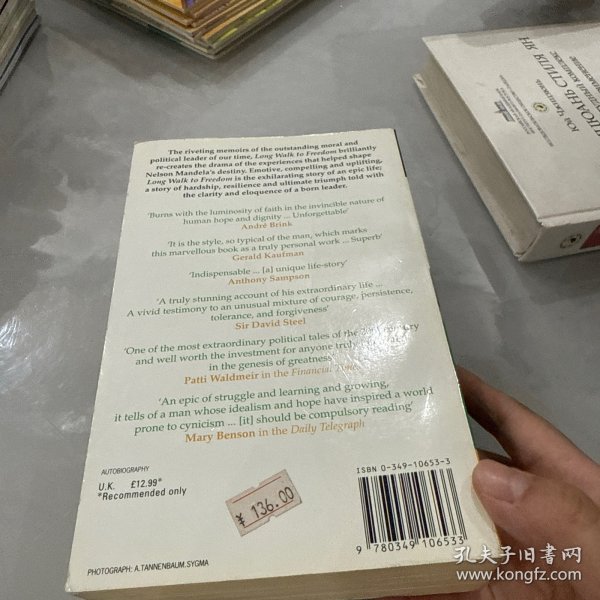 The riveting memoirs of the outstanding moral and
political leader of our time, Long Walk to Freedom brilliantly
re-creates the drama of the experiences that helped shape
Nelson Mandela's destiny. Emotive, compelling and uplifting,
Long Walk to Freedom is the exhilarating story of an epic life;
a story of hardship, resilience and ultimate triumph told with
the clarity and eloquence of a born leader.
'Burns with the luminosity of faith in the invincible nature of
human hope and dignity ... Unforgettable'
André Brink
'It is the style, so typical of the man, which marks
this marvellous book as a truly personal work ... Superb'
Gerald Kaufman
'Indispensable ... [a] unique life-story'
Anthony Sampson
'A truly stunning account of his extraordinary life ...
A vivid testimony to an unusual mixture of courage, persistence,
tolerance, and forgiveness'
Sir David Steel
'One of the most extraordinary political tales of the
and well worth the investment for anyone truly
in the genesis of greatness'
Patti Waldmeir in the Financial Times
'An epic of struggle and learning and growing,
it tells of a man whose idealism and hope have inspired a world
prone to cynicism ... [it] should be compulsory reading'
Mary Benson in the Daily Telegraph
AUTOBIOGRAPHY
U.K. £12.99*
*Recommended only
¥ 136.00
ISBN 0-349-10653-3
9 780349 106533
PHOTOGRAPH: A.TANNENBAUM.SYGMA
СТИЛЯ ЯН
孔夫子旧书网
www.kongfz.com